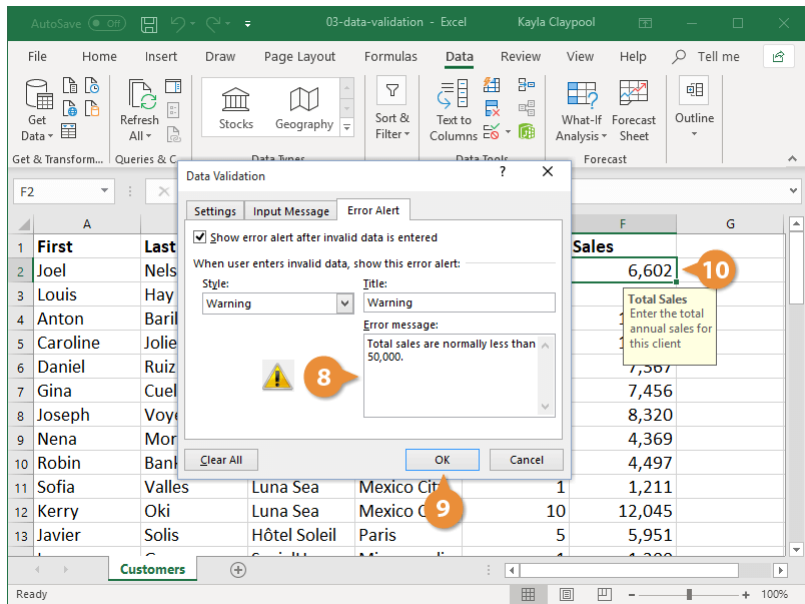 AutoSave Off
03-data-validation - Excel
Kayla Claypool
File Home Insert Draw Page Layout Formulas Data Review View Help Tell me
Get Data
Refresh All
Stocks
Geography
Sort & Filter
Text to Columns
What-If Analysis
Forecast Sheet
Outline
Get & Transform... Queries & C Data Types Data Tools Forecast
F2
Data Validation ? ×
Settings Input Message Error Alert
Show error alert after invalid data is entered
When user enters invalid data, show this error alert:
Style: Title:
Warning Warning
Error message:
Total sales are normally less than
50,000.
8
Clear All OK Cancel
9
A F G
1 First Last Sales
2 Joel Nels 6,602
10
Total Sales
Enter the total
annual sales for
this client
3 Louis Hay
4 Anton Baril
5 Caroline Jolie
6 Daniel Ruiz 7,367
7 Gina Cuel 7,456
8 Joseph Voye 8,320
9 Nena Mor 4,369
10 Robin Bank 4,497
11 Sofia Valles Luna Sea Mexico City 1 1,211
12 Kerry Oki Luna Sea Mexico C 10 12,045
13 Javier Solis Hôtel Soleil Paris 5 5,951
Customers
Ready 100%